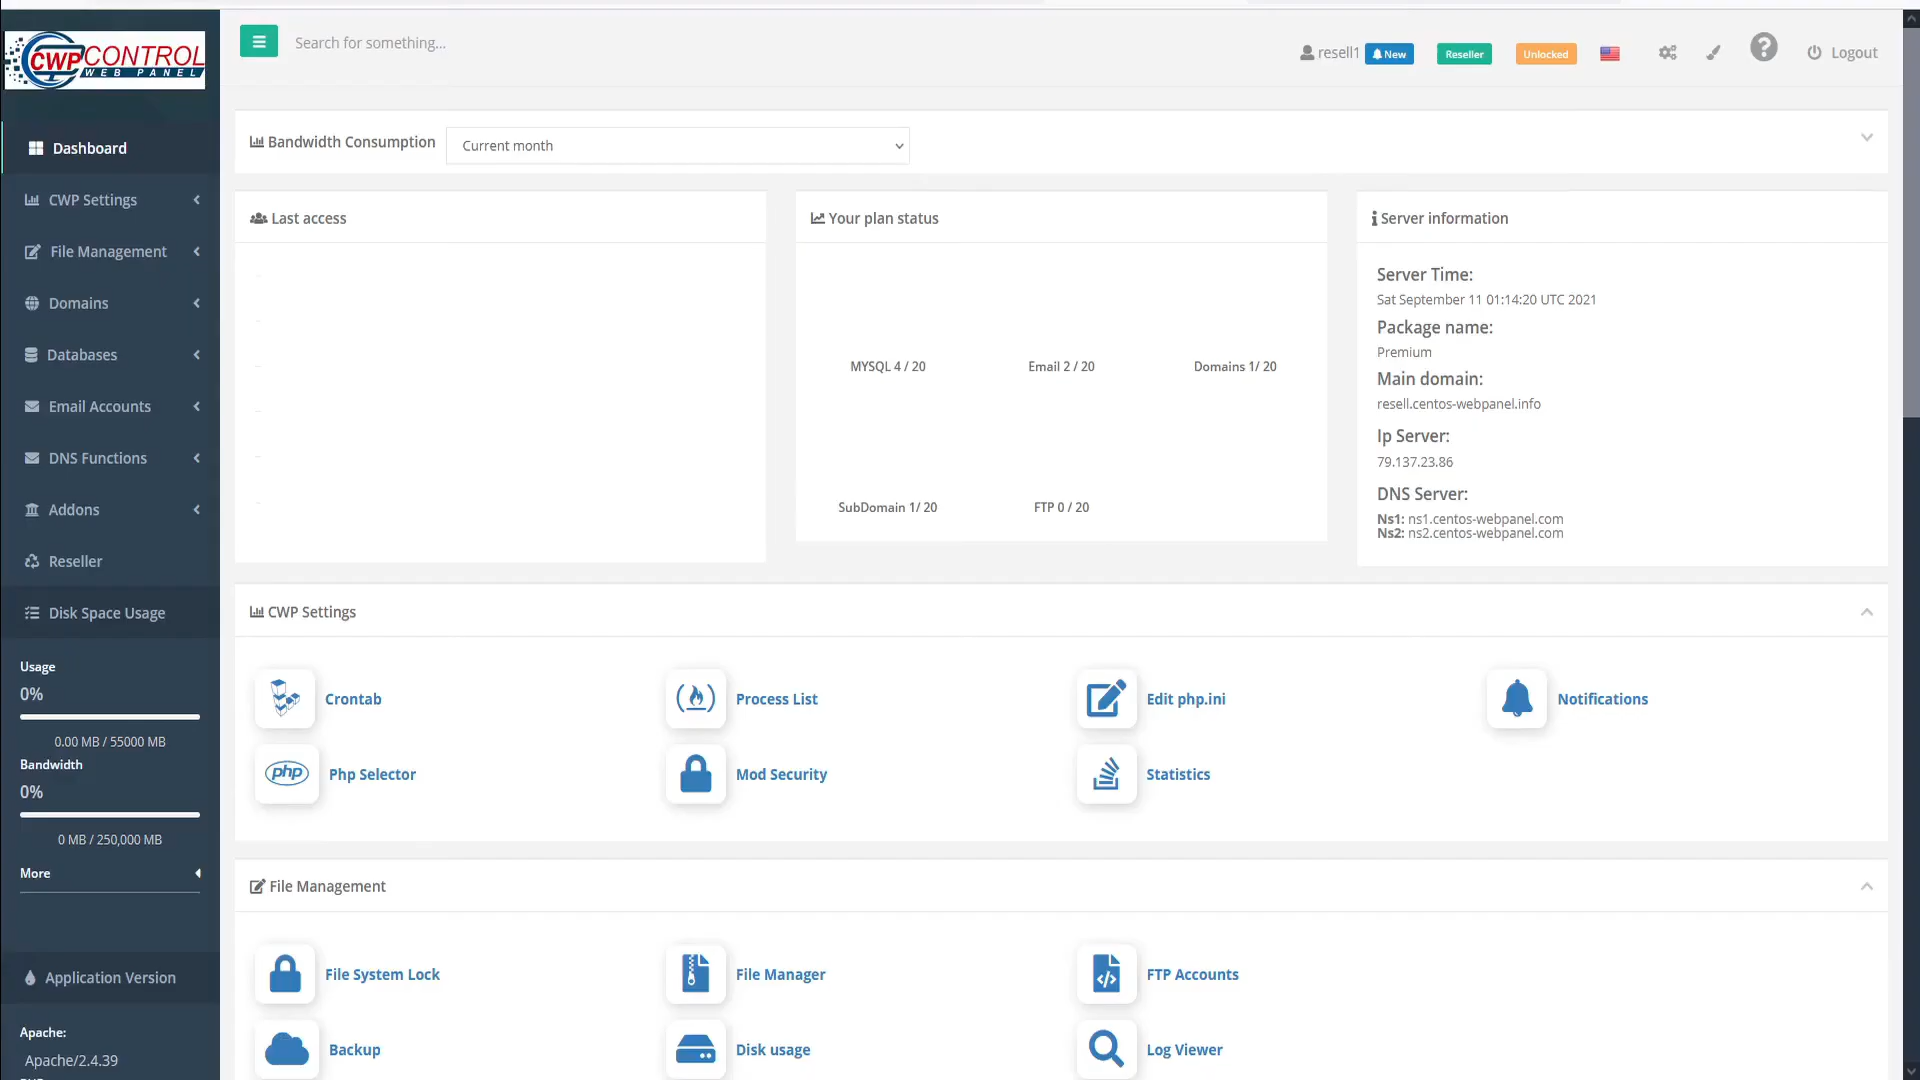 CWP CONTROL
WEB PANEL
Search for something...
resell1
New
Reseller
Unlocked
Logout
Dashboard
CWP Settings
File Management
Domains
Databases
Email Accounts
DNS Functions
Addons
Reseller
Disk Space Usage
Usage
0%
0.00 MB / 55000 MB
Bandwidth
0%
0 MB / 250,000 MB
More
Application Version
Apache:
Apache/2.4.39
Bandwidth Consumption
Current month
Last access
Your plan status
MYSQL 4 / 20
Email 2 / 20
Domains 1/ 20
SubDomain 1/ 20
FTP 0 / 20
Server information
Server Time:
Sat September 11 01:14:20 UTC 2021
Package name:
Premium
Main domain:
resell.centos-webpanel.info
Ip Server:
79.137.23.86
DNS Server:
Ns1: ns1.centos-webpanel.com
Ns2: ns2.centos-webpanel.com
CWP Settings
Crontab
Process List
Edit php.ini
Notifications
php
Php Selector
Mod Security
Statistics
File Management
File System Lock
File Manager
FTP Accounts
Backup
Disk usage
Log Viewer